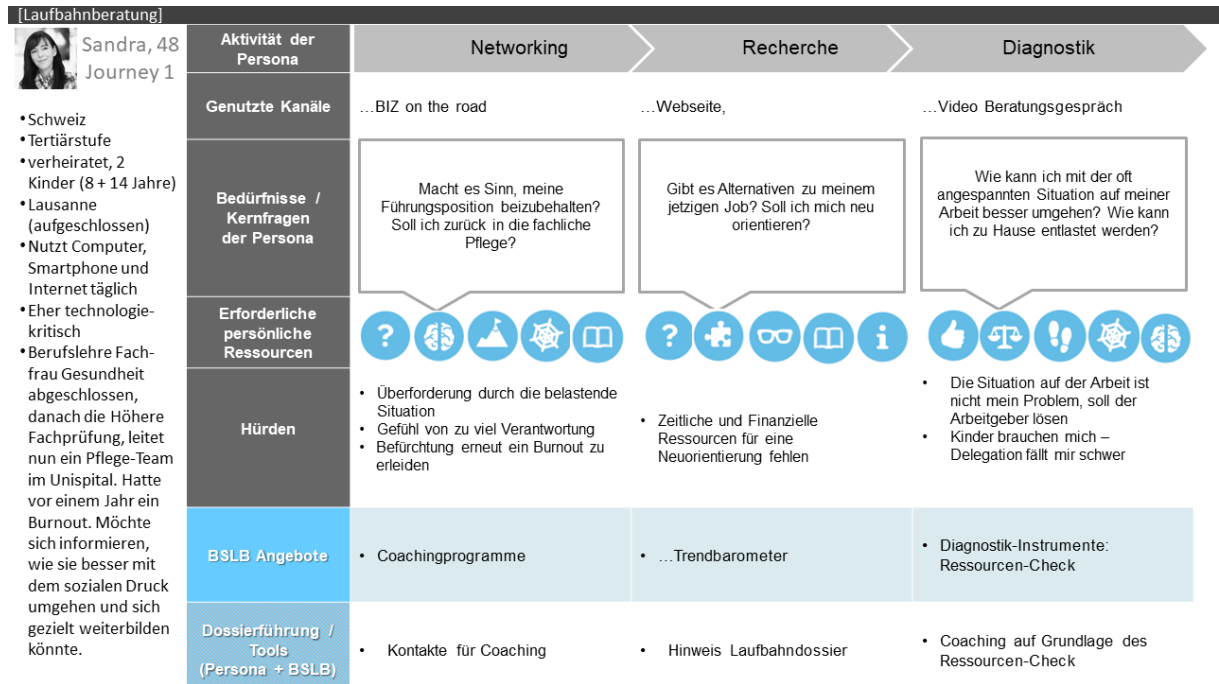 [Laufbahnberatung]
Sandra, 48
Journey 1
•Schweiz
•Tertiärstufe
•verheiratet, 2
Kinder (8 + 14 Jahre)
•Lausanne
(aufgeschlossen)
•Nutzt Computer,
Smartphone und
Internet täglich
•Eher technologie-
kritisch
•Berufslehre Fach-
frau Gesundheit
abgeschlossen,
danach die Höhere
Fachprüfung, leitet
nun ein Pflege-Team
im Unispital. Hatte
vor einem Jahr ein
Burnout. Möchte
sich informieren,
wie sie besser mit
dem sozialen Druck
umgehen und sich
gezielt weiterbilden
könnte.
Aktivität der
Persona
Networking
Recherche
Diagnostik
Genutzte Kanäle
…BIZ on the road
…Webseite,
…Video Beratungsgespräch
Bedürfnisse /
Kernfragen
der Persona
Macht es Sinn, meine
Führungsposition beizubehalten?
Soll ich zurück in die fachliche
Pflege?
Gibt es Alternativen zu meinem
jetzigen Job? Soll ich mich neu
orientieren?
Wie kann ich mit der oft
angespannten Situation auf meiner
Arbeit besser umgehen? Wie kann
ich zu Hause entlastet werden?
Erforderliche
persönliche
Ressourcen
?
?
i
Hürden
• Überforderung durch die belastende
Situation
• Gefühl von zu viel Verantwortung
• Befürchtung erneut ein Burnout zu
erleiden
• Zeitliche und Finanzielle
Ressourcen für eine
Neuorientierung fehlen
• Die Situation auf der Arbeit ist
nicht mein Problem, soll der
Arbeitgeber lösen
• Kinder brauchen mich –
Delegation fällt mir schwer
BSLB Angebote
• Coachingprogramme
• …Trendbarometer
• Diagnostik-Instrumente:
Ressourcen-Check
Dossierführung /
Tools
(Persona + BSLB)
• Kontakte für Coaching
• Hinweis Laufbahndossier
• Coaching auf Grundlage des
Ressourcen-Check